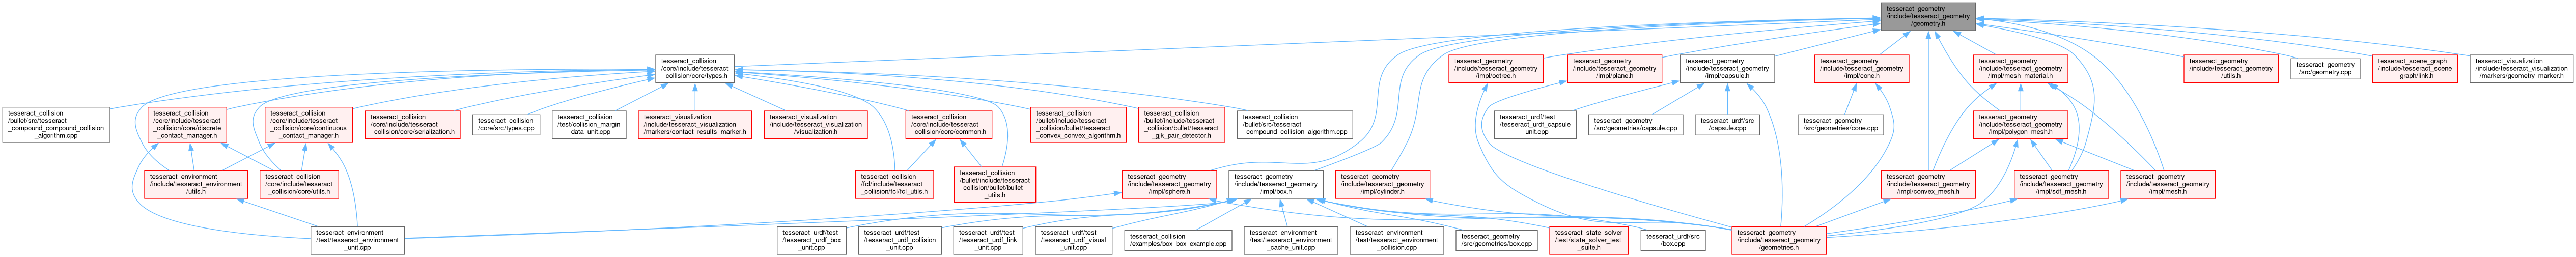 tesseract_geometry
/include/tesseract_geometry
/geometry.h
tesseract_collision
/core/include/tesseract
_collision/core/types.h
tesseract_geometry
/include/tesseract_geometry
/impl/octree.h
tesseract_geometry
/include/tesseract_geometry
/impl/plane.h
tesseract_geometry
/include/tesseract_geometry
/impl/capsule.h
tesseract_geometry
/include/tesseract_geometry
/impl/cone.h
tesseract_geometry
/include/tesseract_geometry
/impl/mesh_material.h
tesseract_geometry
/include/tesseract_geometry
/utils.h
tesseract_geometry
/src/geometry.cpp
tesseract_scene_graph
/include/tesseract_scene
_graph/link.h
tesseract_visualization
/include/tesseract_visualization
/markers/geometry_marker.h
tesseract_collision
/bullet/src/tesseract
_compound_compound_collision
_algorithm.cpp
tesseract_collision
/core/include/tesseract
_collision/core/discrete
_contact_manager.h
tesseract_collision
/core/include/tesseract
_collision/core/continuous
_contact_manager.h
tesseract_collision
/core/include/tesseract
_collision/core/serialization.h
tesseract_collision
/core/src/types.cpp
tesseract_collision
/test/collision_margin
_data_unit.cpp
tesseract_visualization
/include/tesseract_visualization
/markers/contact_results_marker.h
tesseract_visualization
/include/tesseract_visualization
/visualization.h
tesseract_collision
/core/include/tesseract
_collision/core/common.h
tesseract_collision
/bullet/include/tesseract
_collision/bullet/tesseract
_convex_convex_algorithm.h
tesseract_collision
/bullet/include/tesseract
_collision/bullet/tesseract
_gjk_pair_detector.h
tesseract_collision
/bullet/src/tesseract
_compound_collision_algorithm.cpp
tesseract_urdf/test
/tesseract_urdf_capsule
_unit.cpp
tesseract_geometry
/src/geometries/capsule.cpp
tesseract_urdf/src
/capsule.cpp
tesseract_geometry
/src/geometries/cone.cpp
tesseract_geometry
/include/tesseract_geometry
/impl/polygon_mesh.h
tesseract_environment
/include/tesseract_environment
/utils.h
tesseract_collision
/core/include/tesseract
_collision/core/utils.h
tesseract_collision
/fcl/include/tesseract
_collision/fcl/fcl_utils.h
tesseract_collision
/bullet/include/tesseract
_collision/bullet/bullet
_utils.h
tesseract_geometry
/include/tesseract_geometry
/impl/sphere.h
tesseract_geometry
/include/tesseract_geometry
/impl/box.h
tesseract_geometry
/include/tesseract_geometry
/impl/cylinder.h
tesseract_geometry
/include/tesseract_geometry
/impl/convex_mesh.h
tesseract_geometry
/include/tesseract_geometry
/impl/sdf_mesh.h
tesseract_geometry
/include/tesseract_geometry
/impl/mesh.h
tesseract_environment
/test/tesseract_environment
_unit.cpp
tesseract_urdf/test
/tesseract_urdf_box
_unit.cpp
tesseract_urdf/test
/tesseract_urdf_collision
_unit.cpp
tesseract_urdf/test
/tesseract_urdf_link
_unit.cpp
tesseract_urdf/test
/tesseract_urdf_visual
_unit.cpp
tesseract_collision
/examples/box_box_example.cpp
tesseract_environment
/test/tesseract_environment
_cache_unit.cpp
tesseract_environment
/test/tesseract_environment
_collision.cpp
tesseract_geometry
/src/geometries/box.cpp
tesseract_state_solver
/test/state_solver_test
_suite.h
tesseract_urdf/src
/box.cpp
tesseract_geometry
/include/tesseract_geometry
/geometries.h